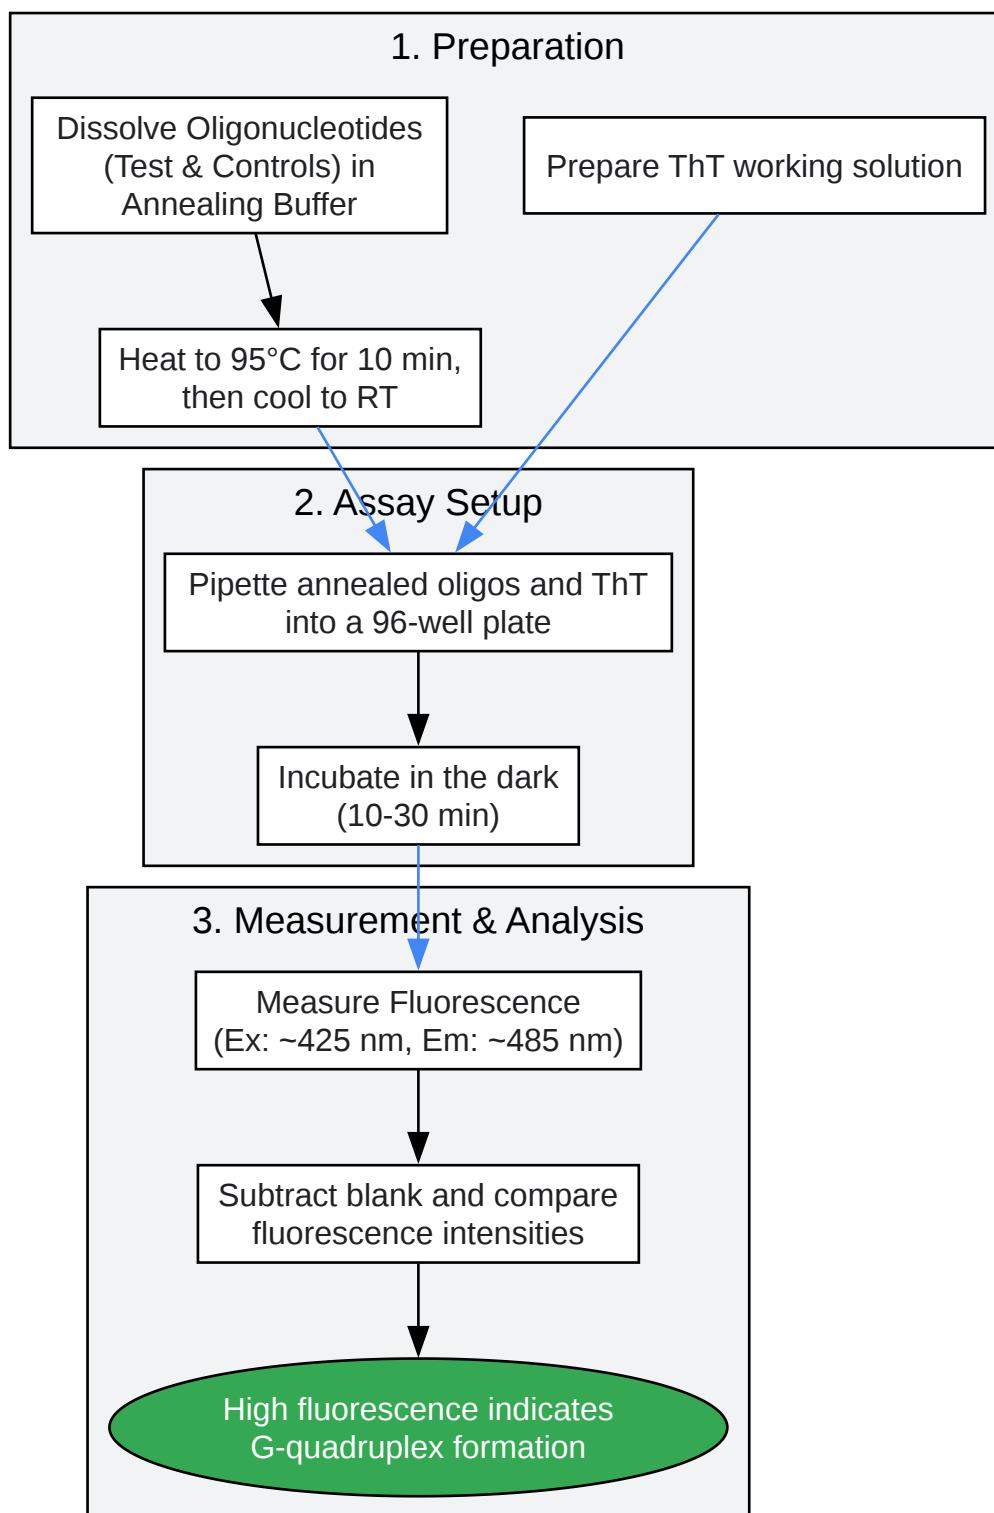 1. Preparation
Dissolve Oligonucleotides
(Test & Controls) in
Annealing Buffer
Prepare ThT working solution
Heat to 95°C for 10 min,
then cool to RT
2. Assay Setup
Pipette annealed oligos and ThT
into a 96-well plate
Incubate in the dark
(10-30 min)
3. Measurement & Analysis
Measure Fluorescence
(Ex: ~425 nm, Em: ~485 nm)
Subtract blank and compare
fluorescence intensities
High fluorescence indicates
G-quadruplex formation